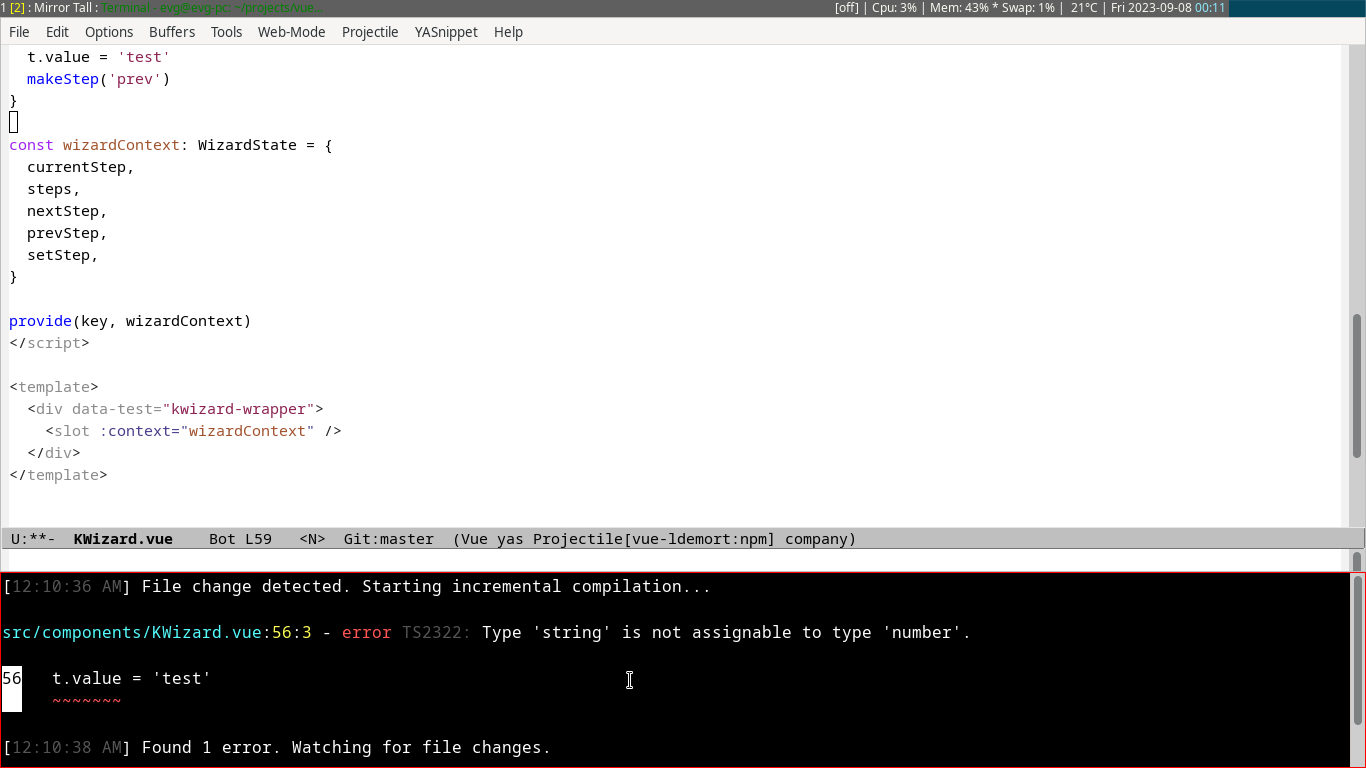 1 [2] : Mirror Tall : Terminal - evg@evg-pc: ~/projects/vue... [off] | Cpu: 3% | Mem: 43% * Swap: 1% | 21°C | Fri 2023-09-08 00:11
File Edit Options Buffers Tools Web-Mode Projectile YASnippet Help
  t.value = 'test'
  makeStep('prev')
}
const wizardContext: WizardState = {
  currentStep,
  steps,
  nextStep,
  prevStep,
  setStep,
}
provide(key, wizardContext)
</script>
<template>
  <div data-test="kwizard-wrapper">
    <slot :context="wizardContext" />
  </div>
</template>
U:**-  KWizard.vue    Bot L59   <N>  Git:master  (Vue yas Projectile[vue-ldemort:npm] company)
[12:10:36 AM] File change detected. Starting incremental compilation...
src/components/KWizard.vue:56:3 - error TS2322: Type 'string' is not assignable to type 'number'.
56   t.value = 'test'
     ~~~~~~~
[12:10:38 AM] Found 1 error. Watching for file changes.